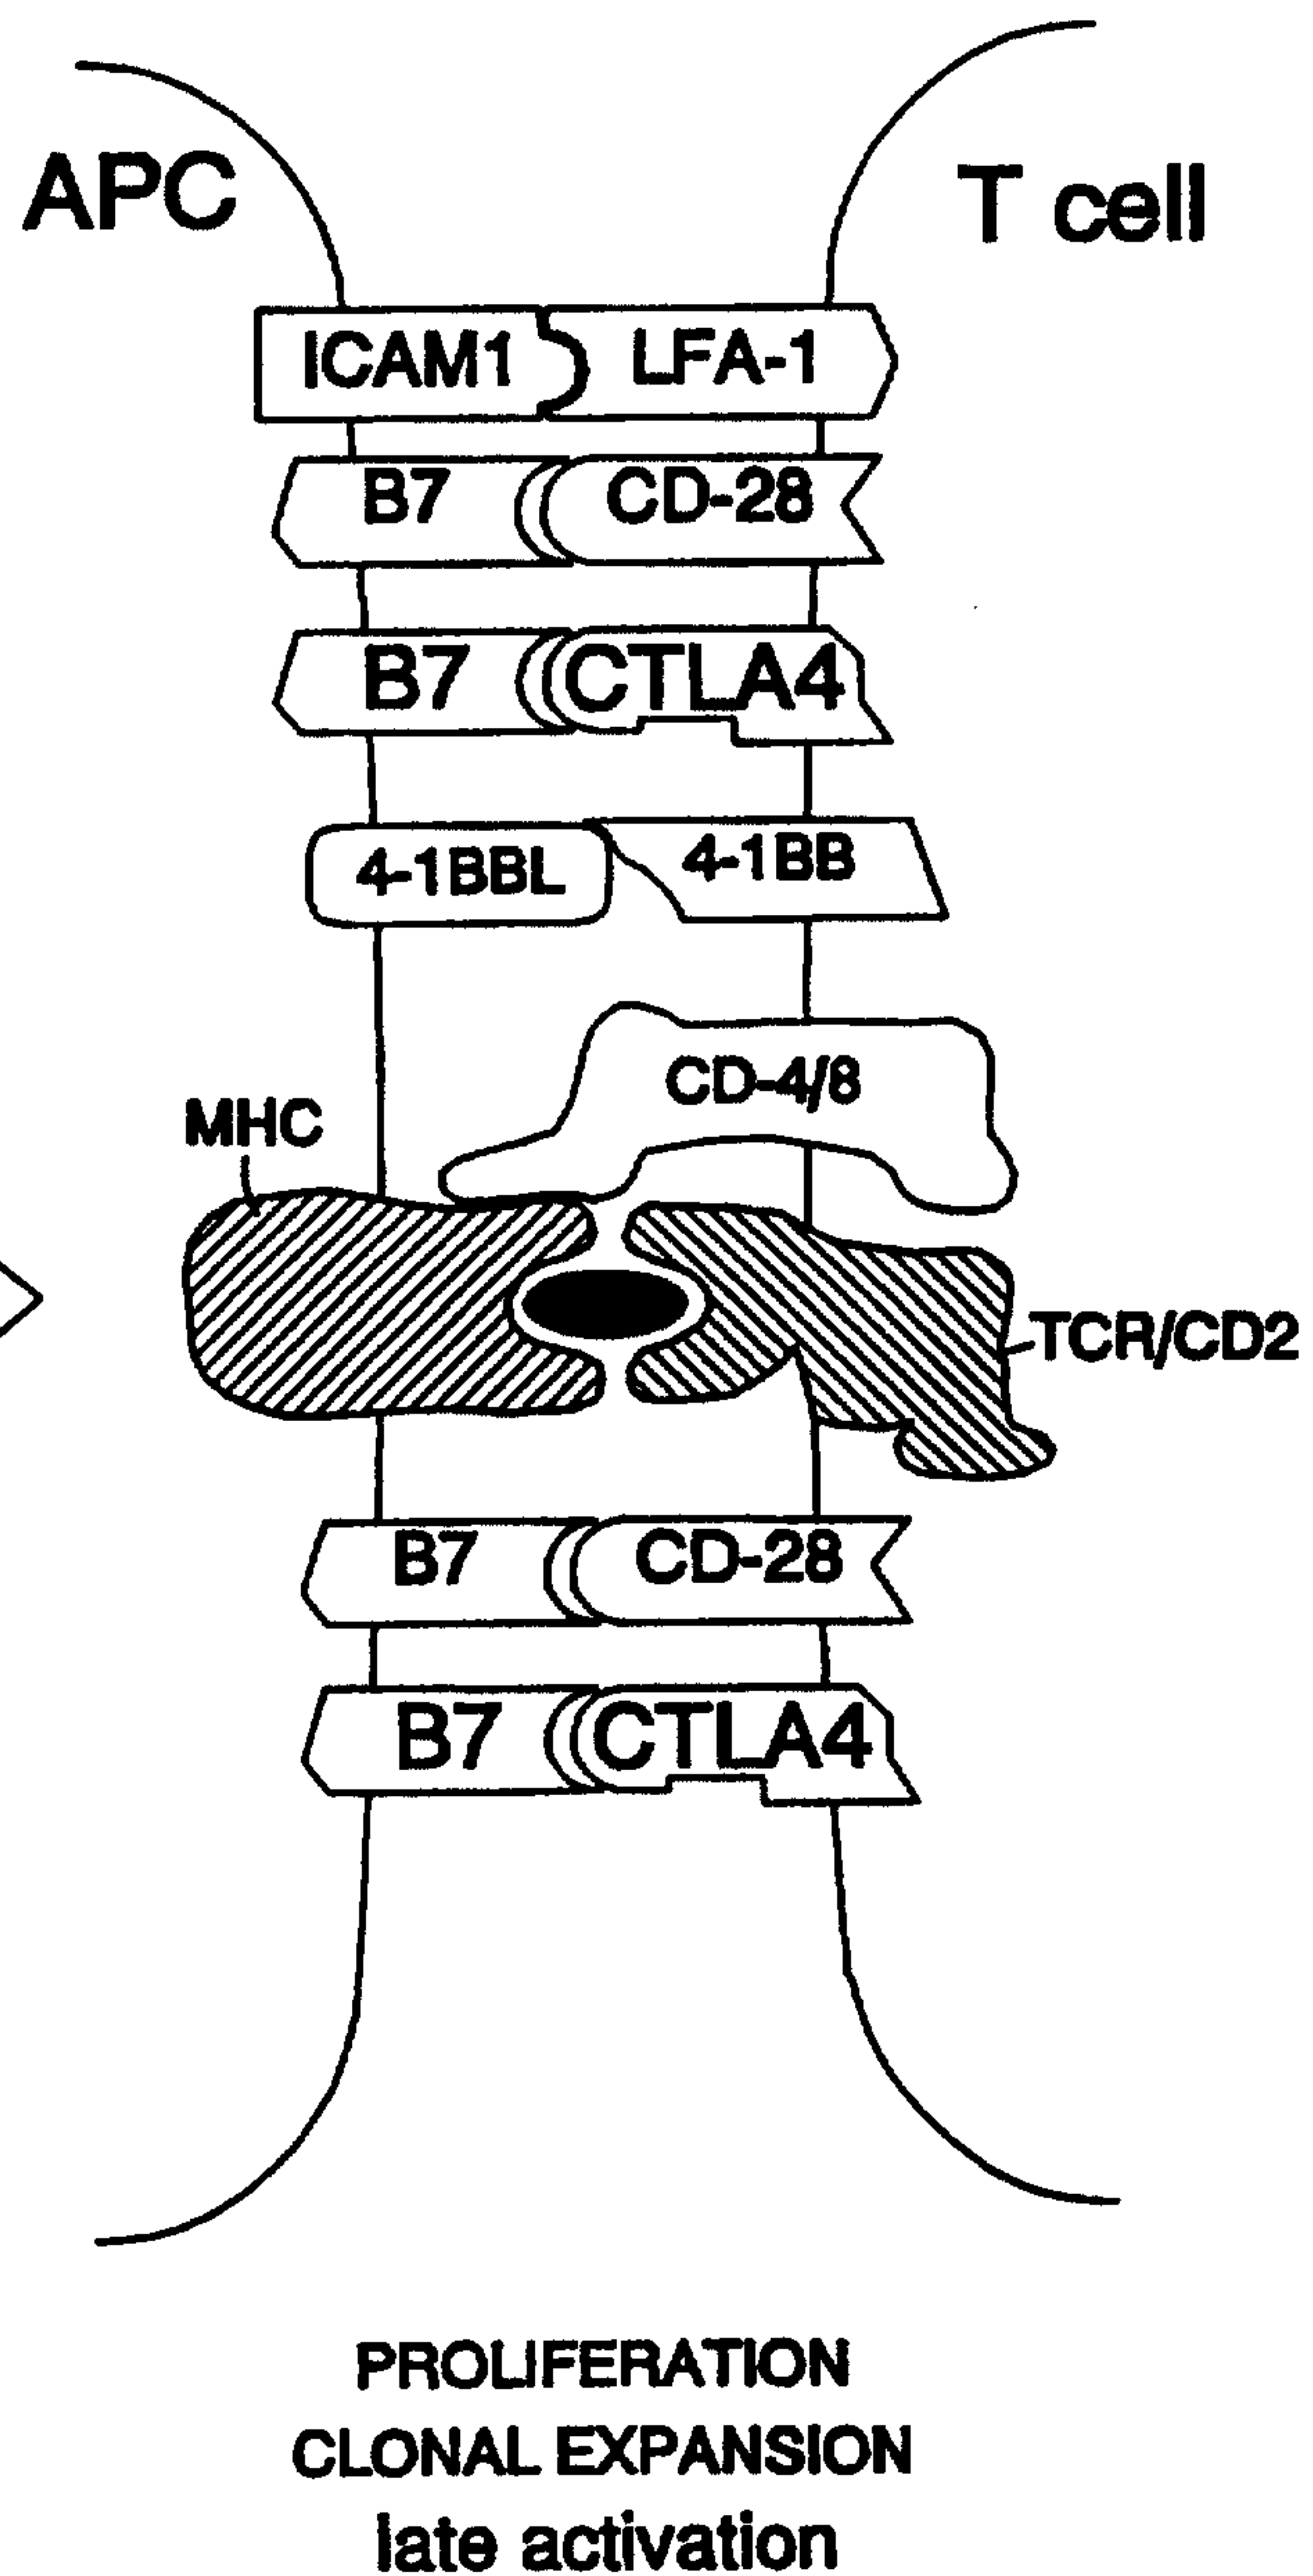 APC
T cell
ICAM1 LFA-1
B7 CD-28
B7 CTLA4
4-1BBL 4-1BB
CD-4/8
MHC
TCR/CD2
B7 CD-28
B7 CTLA4
PROLIFERATION
CLONAL EXPANSION
late activation